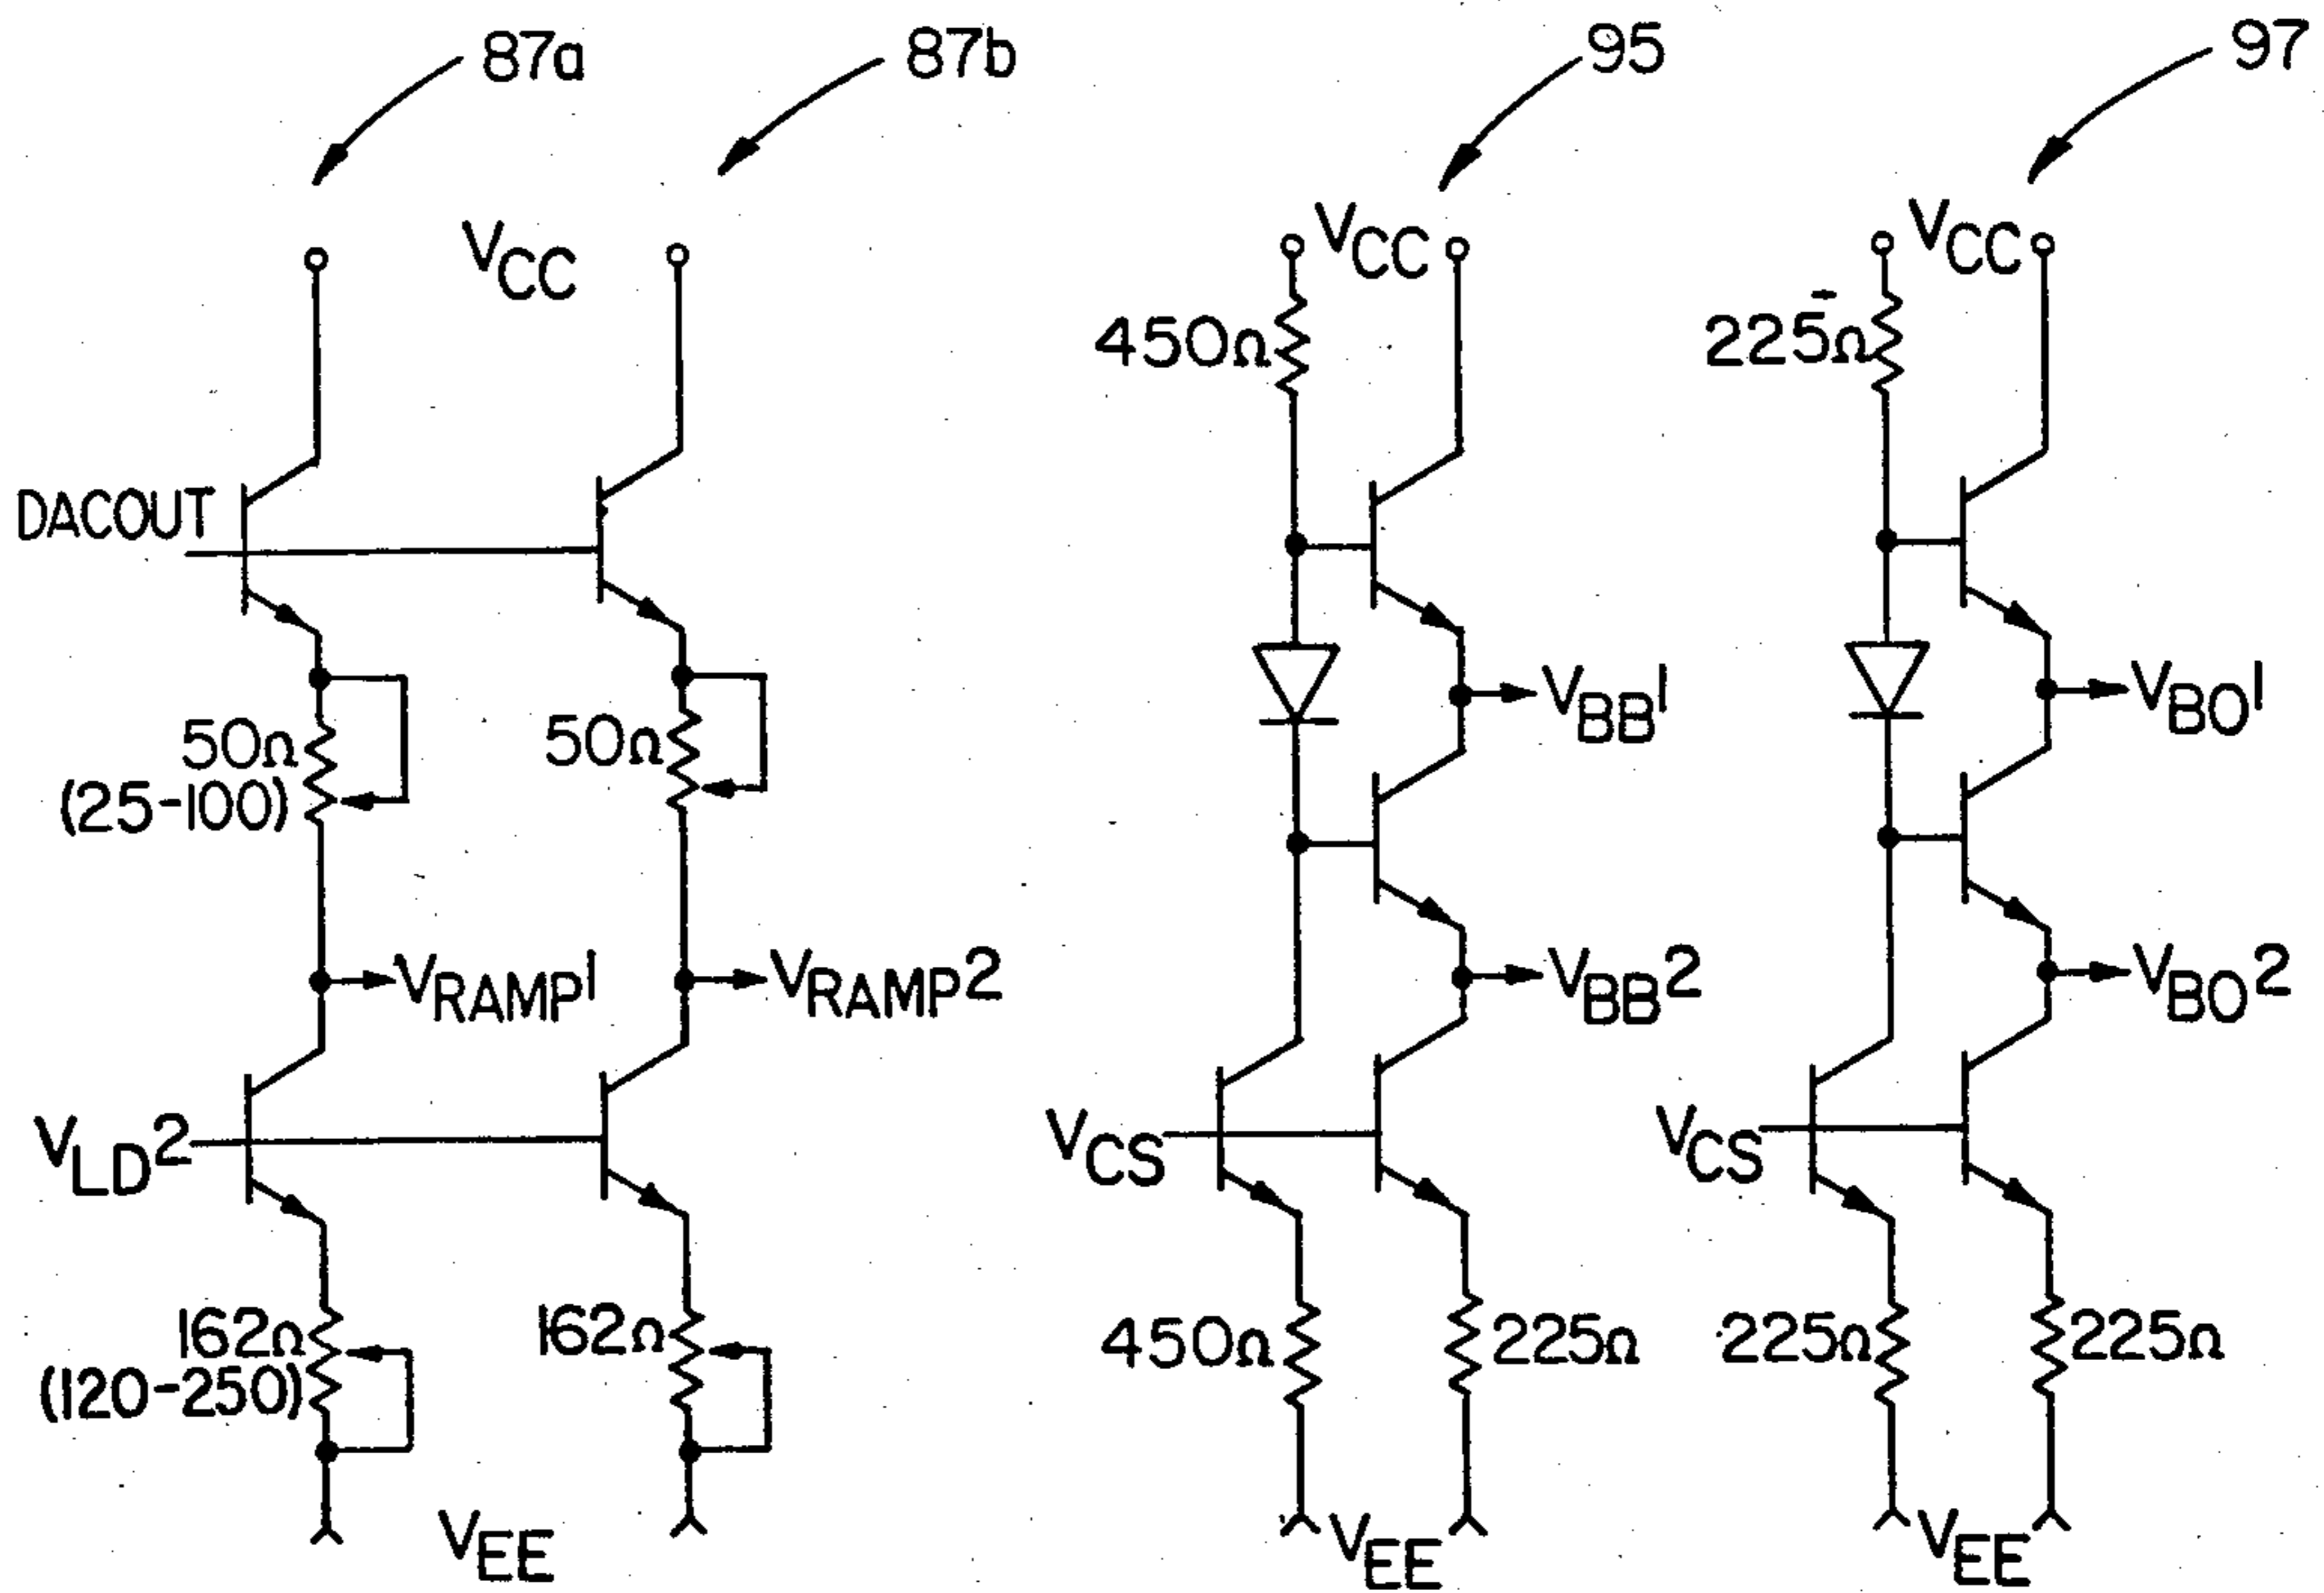 87a
87b
95
97
VCC
VCC
VCC
450Ω
225Ω
DACOUT
50Ω
(25-100)
50Ω
VBB1
VBO1
VRAMP1
VRAMP2
VBB2
VBO2
VLD2
VCS
VCS
162Ω
(120-250)
162Ω
450Ω
225Ω
225Ω
225Ω
VEE
VEE
VEE